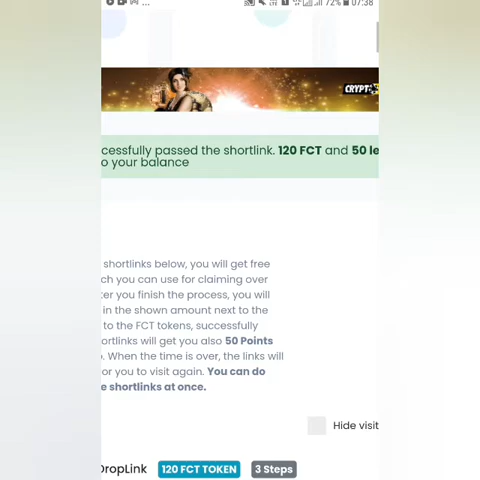 72% 07:38
CRYPT
cessfully passed the shortlink. 120 FCT and 50 le
o your balance
shortlinks below, you will get free
ch you can use for claiming over
ter you finish the process, you will
in the shown amount next to the
to the FCT tokens, successfully
ortlinks will get you also 50 Points
. When the time is over, the links will
or you to visit again. You can do
e shortlinks at once.
Hide visit
DropLink 120 FCT TOKEN 3 Steps